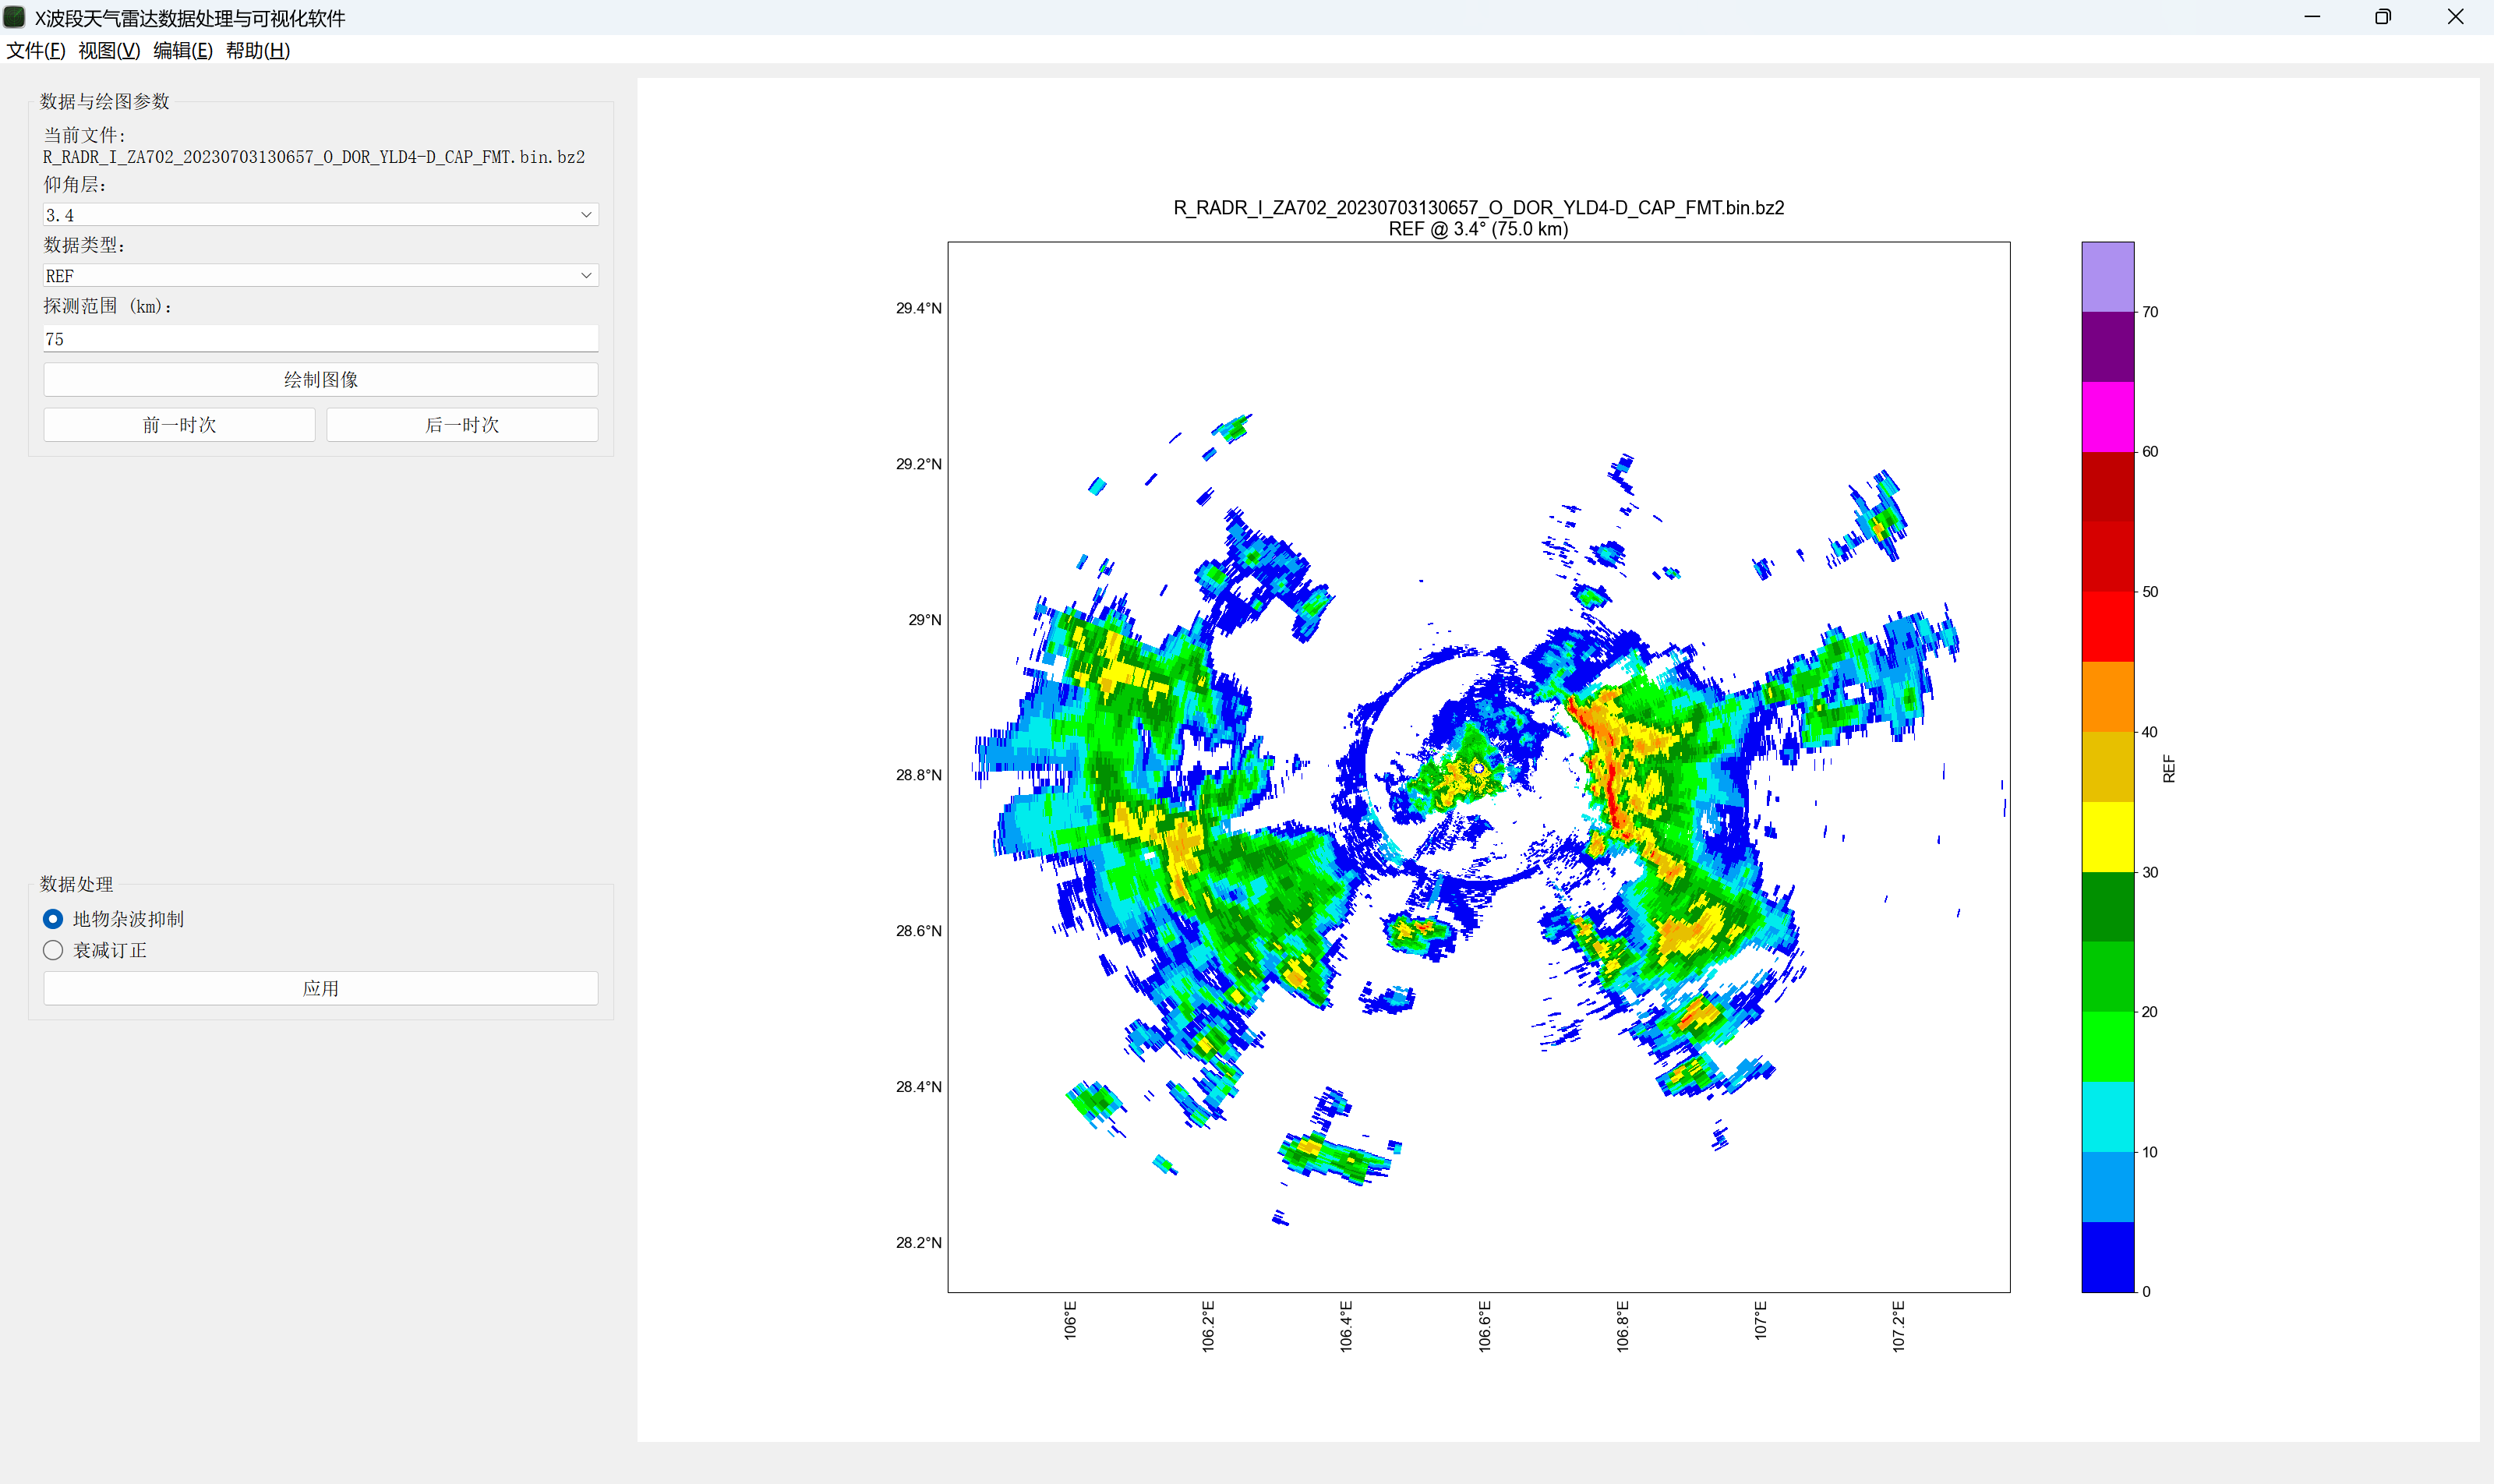 X波段天气雷达数据处理与可视化软件
文件(F) 视图(V) 编辑(E) 帮助(H)
数据与绘图参数
当前文件:
R_RADR_I_ZA702_20230703130657_O_DOR_YLD4-D_CAP_FMT.bin.bz2
仰角层:
3.4
数据类型:
REF
探测范围 (km):
75
绘制图像
前一时次 后一时次
数据处理
地物杂波抑制
衰减订正
应用
R_RADR_I_ZA702_20230703130657_O_DOR_YLD4-D_CAP_FMT.bin.bz2
REF @ 3.4° (75.0 km)
29.4°N
29.2°N
29°N
28.8°N
28.6°N
28.4°N
28.2°N
106°E
106.2°E
106.4°E
106.6°E
106.8°E
107°E
107.2°E
70
60
50
40
30
20
10
0
REF